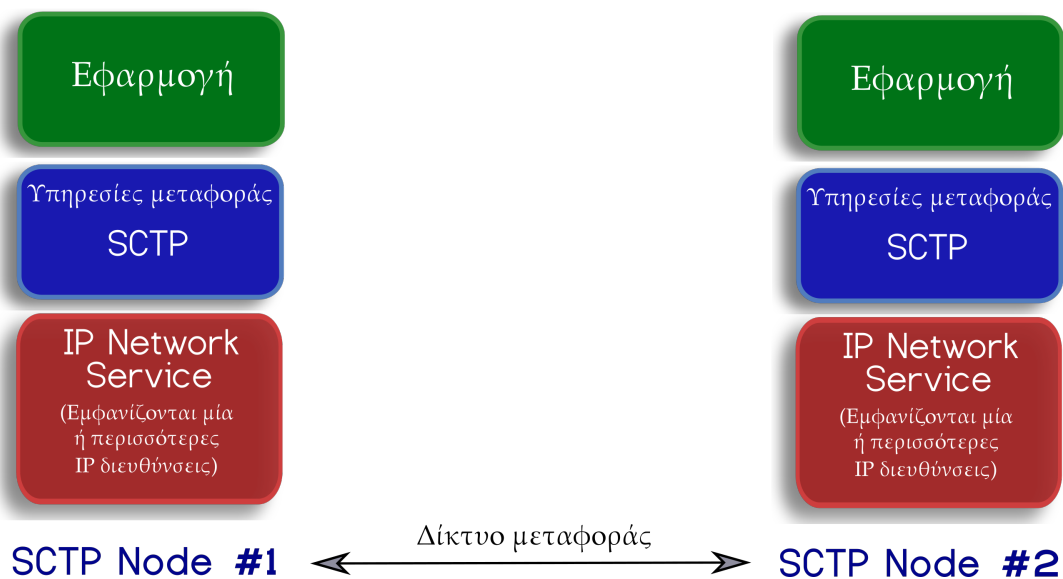 Εφαρμογή
Υπηρεσίες μεταφοράς
SCTP
IP Network
Service
(Εμφανίζονται μία
ή περισσότερες
IP διευθύνσεις)
SCTP Node #1
Δίκτυο μεταφοράς
Εφαρμογή
Υπηρεσίες μεταφοράς
SCTP
IP Network
Service
(Εμφανίζονται μία
ή περισσότερες
IP διευθύνσεις)
SCTP Node #2